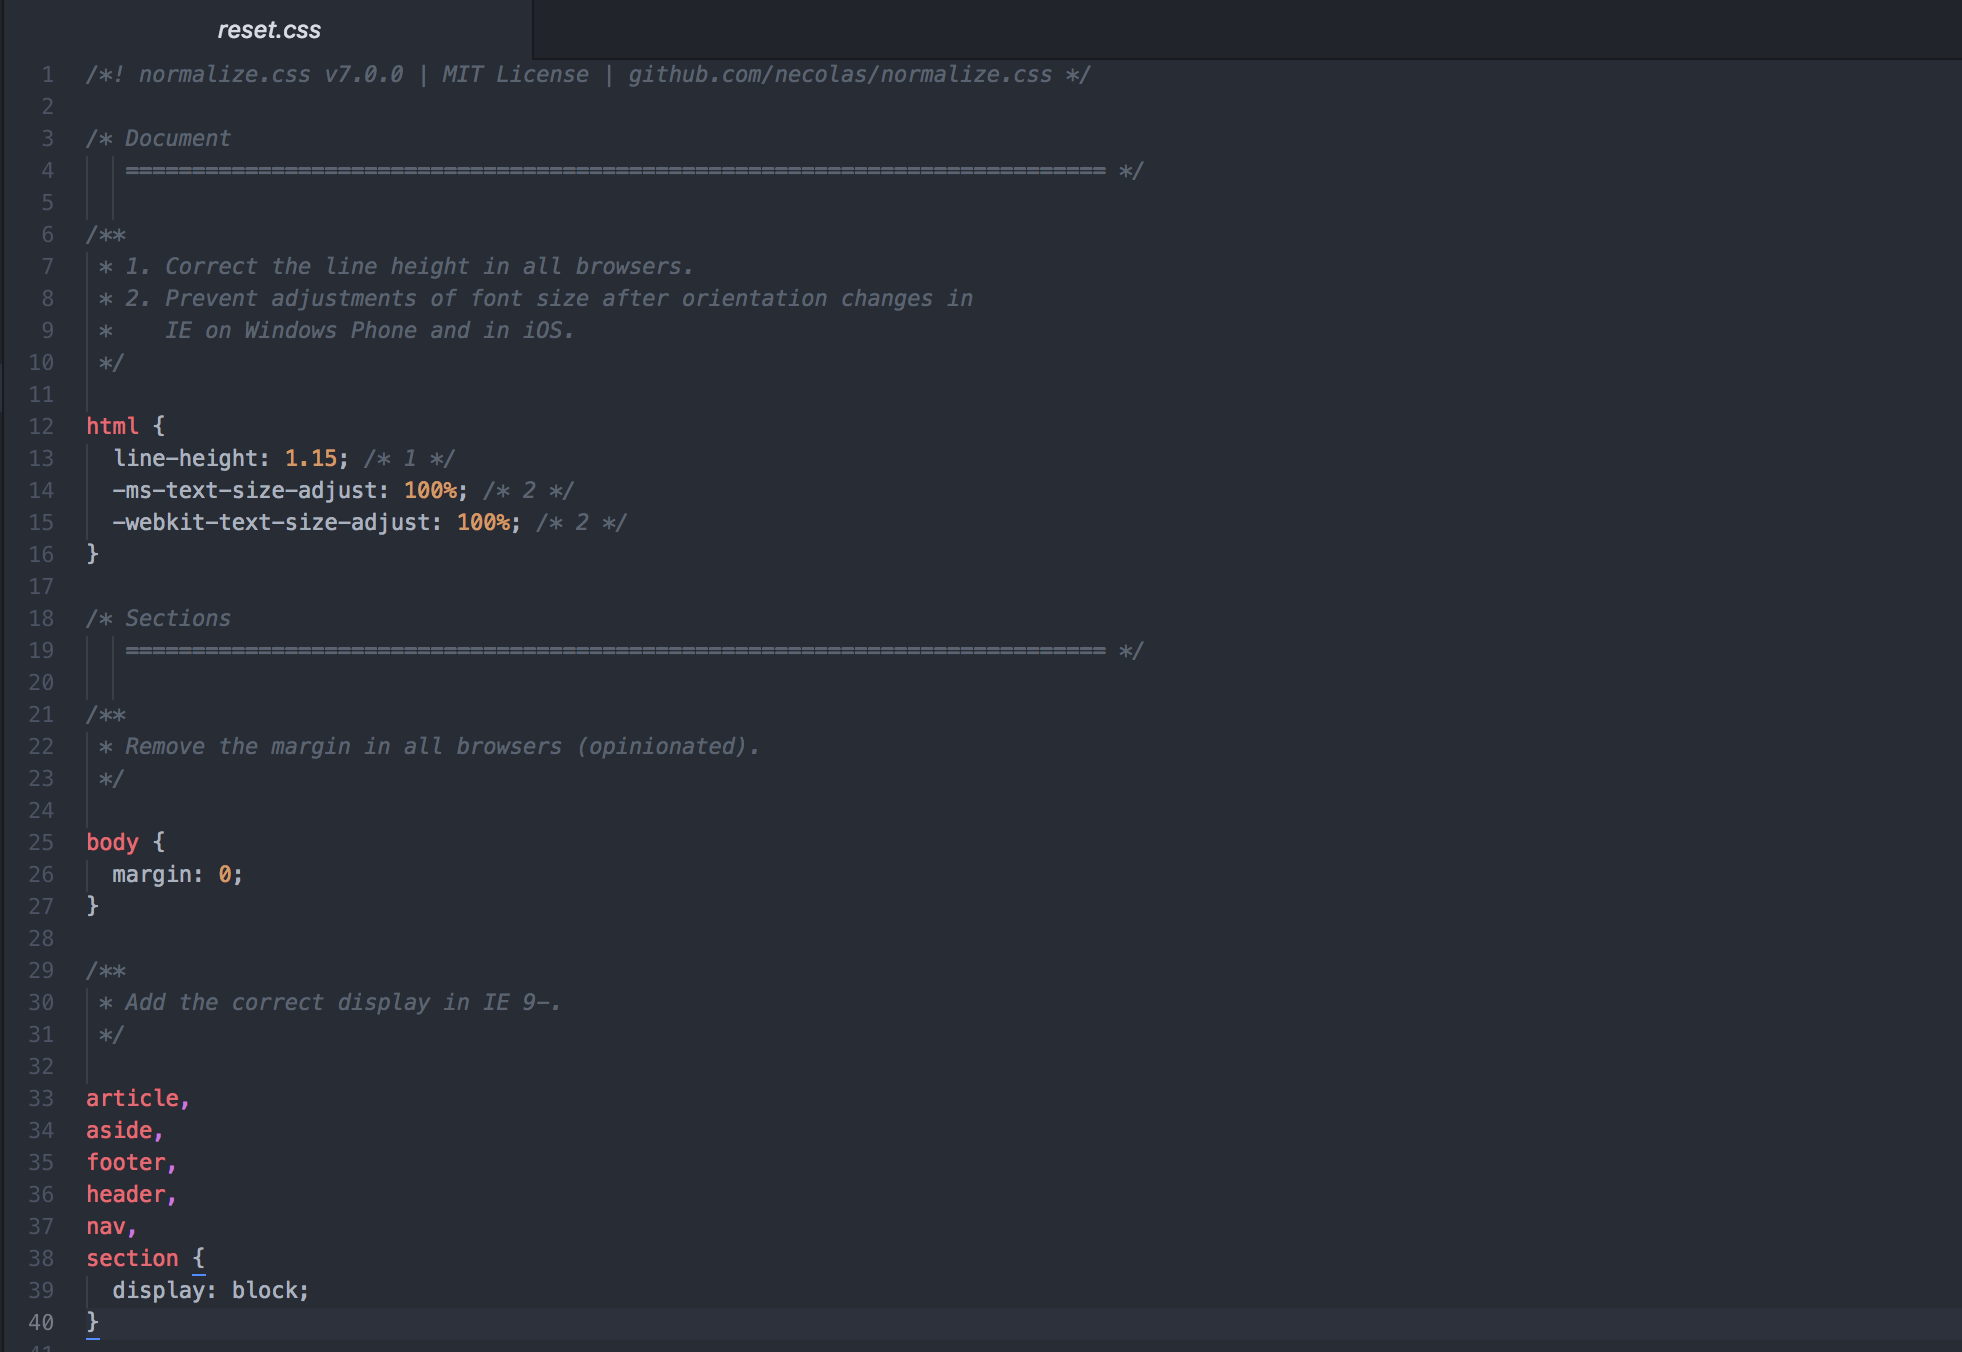 reset.css
1 /*! normalize.css v7.0.0 | MIT License | github.com/necolas/normalize.css */
2
3 /* Document
4    ========================================================================== */
5
6 /**
7  * 1. Correct the line height in all browsers.
8  * 2. Prevent adjustments of font size after orientation changes in
9  *    IE on Windows Phone and in iOS.
10  */
11
12 html {
13   line-height: 1.15; /* 1 */
14   -ms-text-size-adjust: 100%; /* 2 */
15   -webkit-text-size-adjust: 100%; /* 2 */
16 }
17
18 /* Sections
19    ========================================================================== */
20
21 /**
22  * Remove the margin in all browsers (opinionated).
23  */
24
25 body {
26   margin: 0;
27 }
28
29 /**
30  * Add the correct display in IE 9-.
31  */
32
33 article,
34 aside,
35 footer,
36 header,
37 nav,
38 section {
39   display: block;
40 }
41